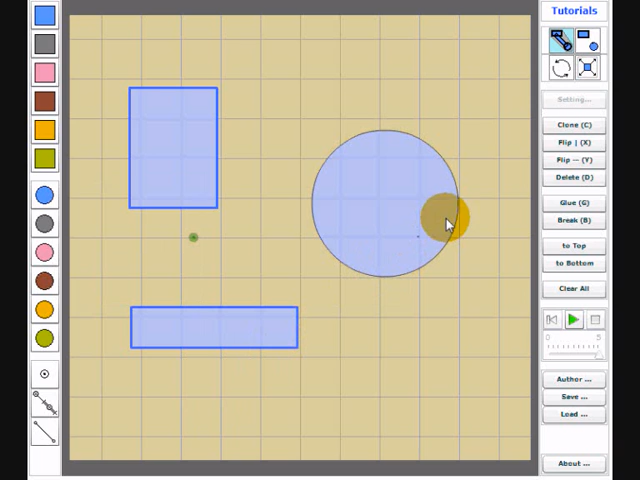 Tutorials
Setting...
Clone (C)
Flip | (X)
Flip — (Y)
Delete (D)
Glue (G)
Break (B)
to Top
to Bottom
Clear All
0 5
Author ...
Save ...
Load ...
About ...